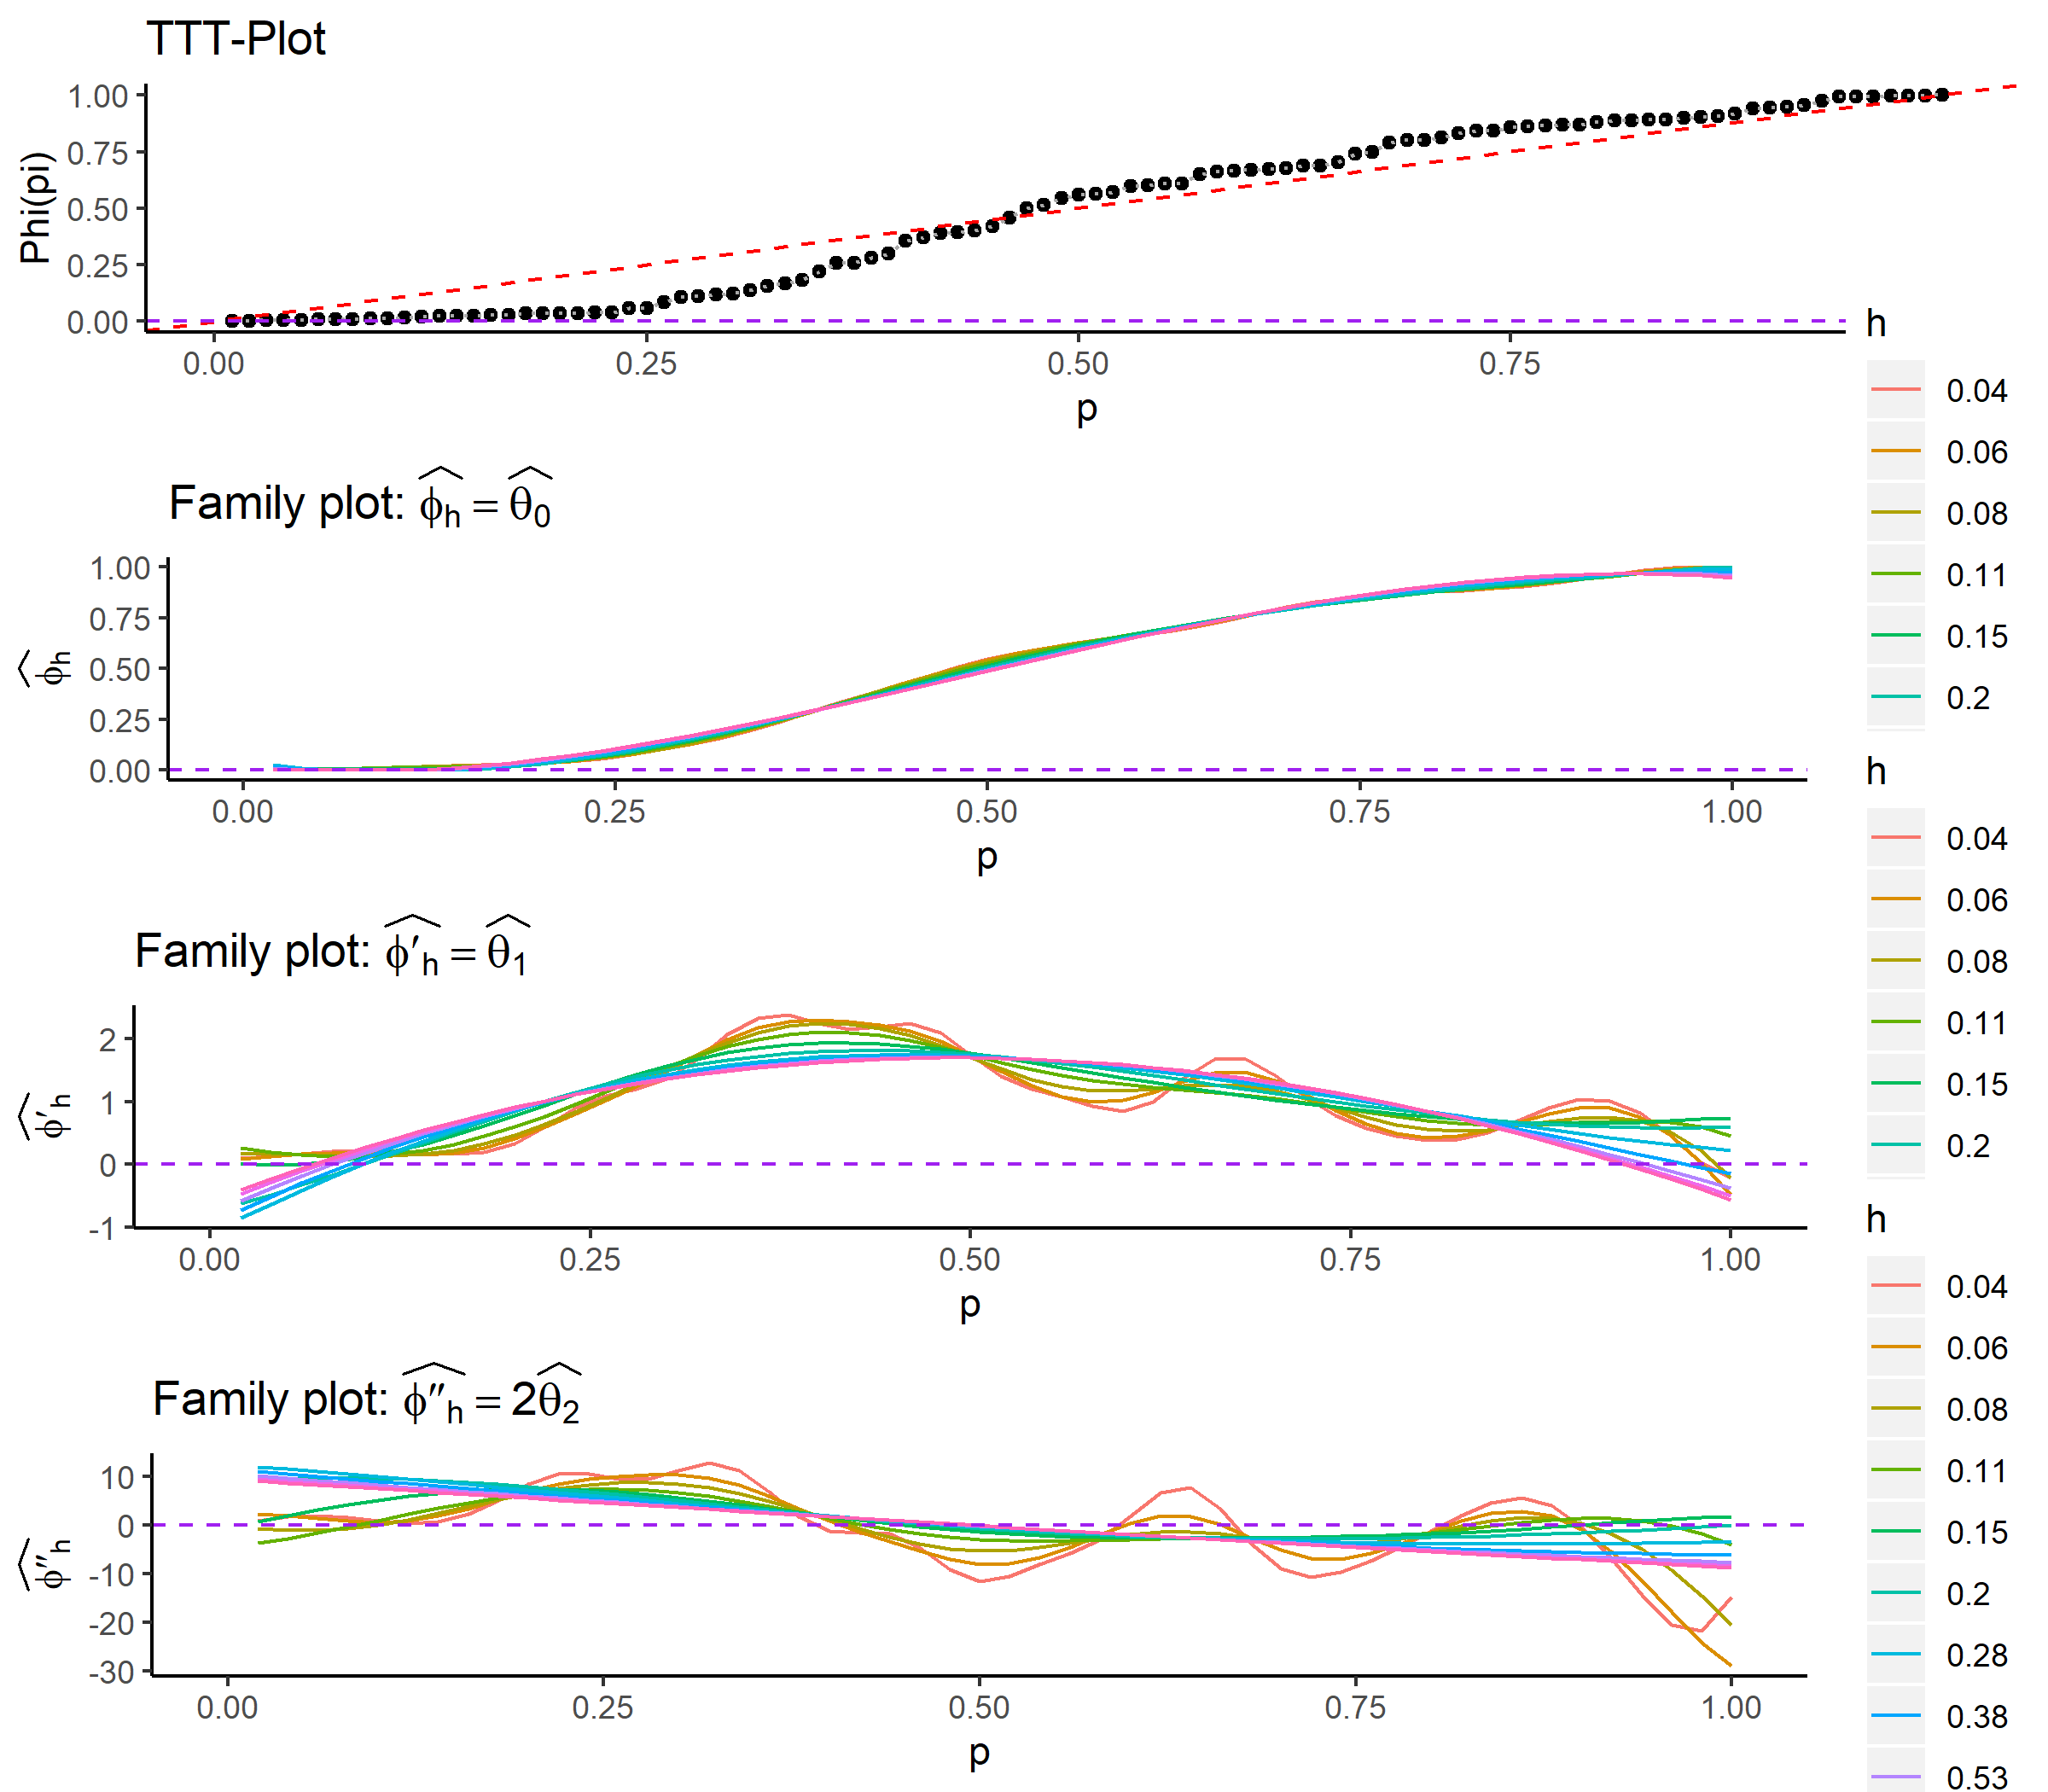 TTT-Plot
Phi(pi)
1.00
0.75
0.50
0.25
0.00
0.00 0.25 0.50 0.75
p
h
0.04
0.06
0.08
0.11
0.15
0.2
Family plot: ϕ̂h = θ̂0
ϕ̂h
1.00
0.75
0.50
0.25
0.00
0.00 0.25 0.50 0.75 1.00
p
h
0.04
0.06
0.08
0.11
0.15
0.2
Family plot: ϕ̂′h = θ̂1
ϕ̂′h
2
1
0
-1
0.00 0.25 0.50 0.75 1.00
p
h
0.04
0.06
0.08
0.11
0.15
0.2
0.28
0.38
0.53
Family plot: ϕ̂″h = 2θ̂2
ϕ̂″h
10
0
-10
-20
-30
0.00 0.25 0.50 0.75 1.00
p